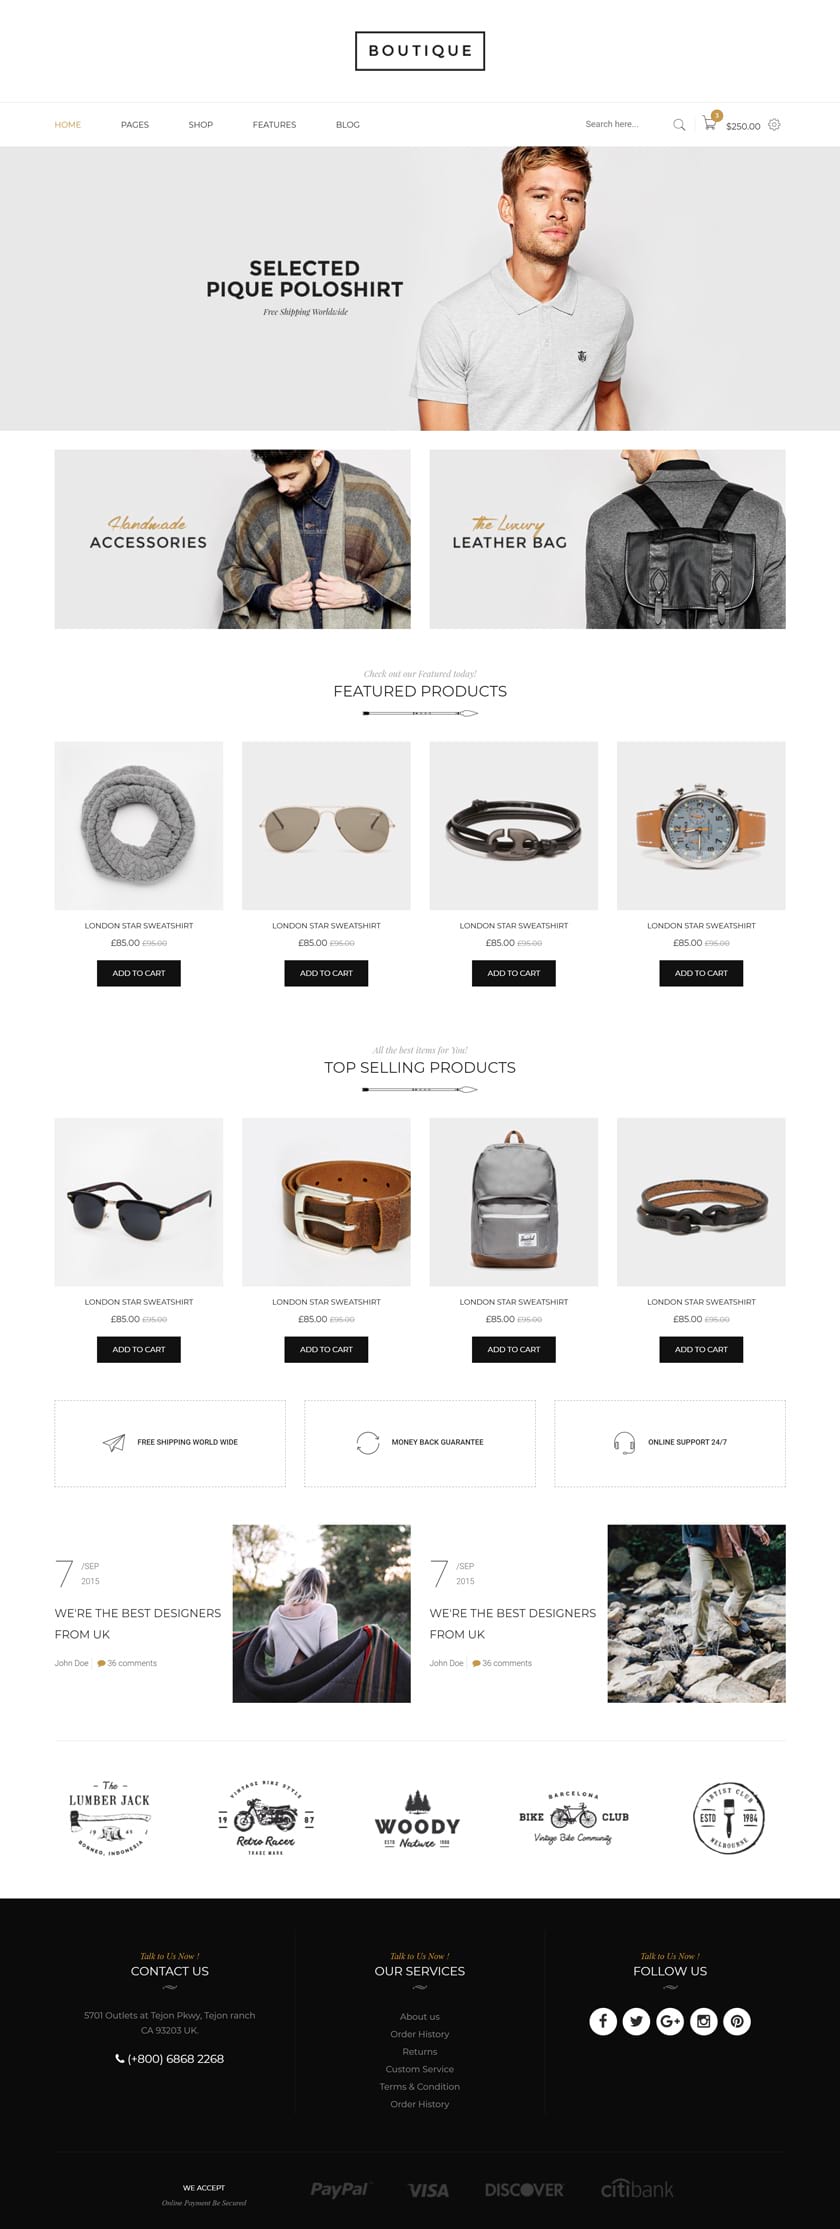 BOUTIQUE
HOME PAGES SHOP FEATURES BLOG Search here... 3 $250.00
SELECTED
PIQUE POLOSHIRT
Free Shipping Worldwide
Handmade
ACCESSORIES
The Luxury
LEATHER BAG
Check out our Featured today!
FEATURED PRODUCTS
LONDON STAR SWEATSHIRT
£85.00 £95.00
ADD TO CART
LONDON STAR SWEATSHIRT
£85.00 £95.00
ADD TO CART
LONDON STAR SWEATSHIRT
£85.00 £95.00
ADD TO CART
LONDON STAR SWEATSHIRT
£85.00 £95.00
ADD TO CART
All the best items for You!
TOP SELLING PRODUCTS
LONDON STAR SWEATSHIRT
£85.00 £95.00
ADD TO CART
LONDON STAR SWEATSHIRT
£85.00 £95.00
ADD TO CART
LONDON STAR SWEATSHIRT
£85.00 £95.00
ADD TO CART
LONDON STAR SWEATSHIRT
£85.00 £95.00
ADD TO CART
FREE SHIPPING WORLD WIDE
MONEY BACK GUARANTEE
ONLINE SUPPORT 24/7
7 /SEP
2015
WE'RE THE BEST DESIGNERS
FROM UK
John Doe 36 comments
7 /SEP
2015
WE'RE THE BEST DESIGNERS
FROM UK
John Doe 36 comments
The
LUMBER JACK
BORNEO, INDONESIA
VINTAGE BIKE STYLE
19 87
Retro Racer
TRADE MARK
WOODY
ESTD Nature 1980
BARCELONA
BIKE CLUB
Vintage Bike Community
ARTIST CLUB
ESTD 1984
MELBOURNE
Talk to Us Now !
CONTACT US
5701 Outlets at Tejon Pkwy, Tejon ranch
CA 93203 UK.
(+800) 6868 2268
Talk to Us Now !
OUR SERVICES
About us
Order History
Returns
Custom Service
Terms & Condition
Order History
Talk to Us Now !
FOLLOW US
WE ACCEPT
Online Payment Be Secured
PayPal VISA DISCOVER citibank